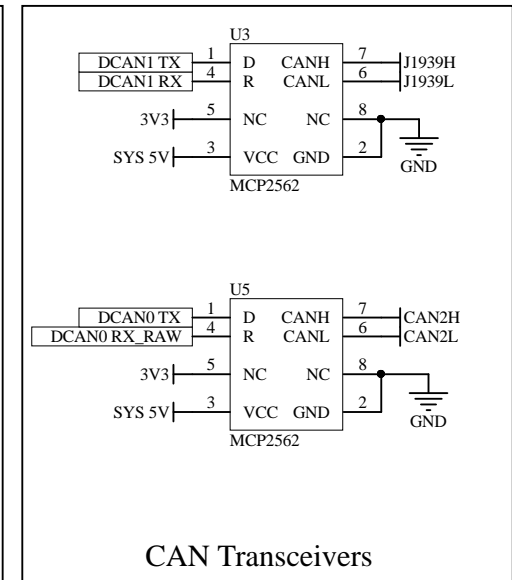 U3
1 7
DCAN1 TX D CANH J1939H
4 6
DCAN1 RX R CANL J1939L
5 8
3V3 NC NC
3 2
SYS 5V VCC GND GND
MCP2562
U5
1 7
DCAN0 TX D CANH CAN2H
4 6
DCAN0 RX_RAW R CANL CAN2L
5 8
3V3 NC NC
3 2
SYS 5V VCC GND GND
MCP2562
CAN Transceivers